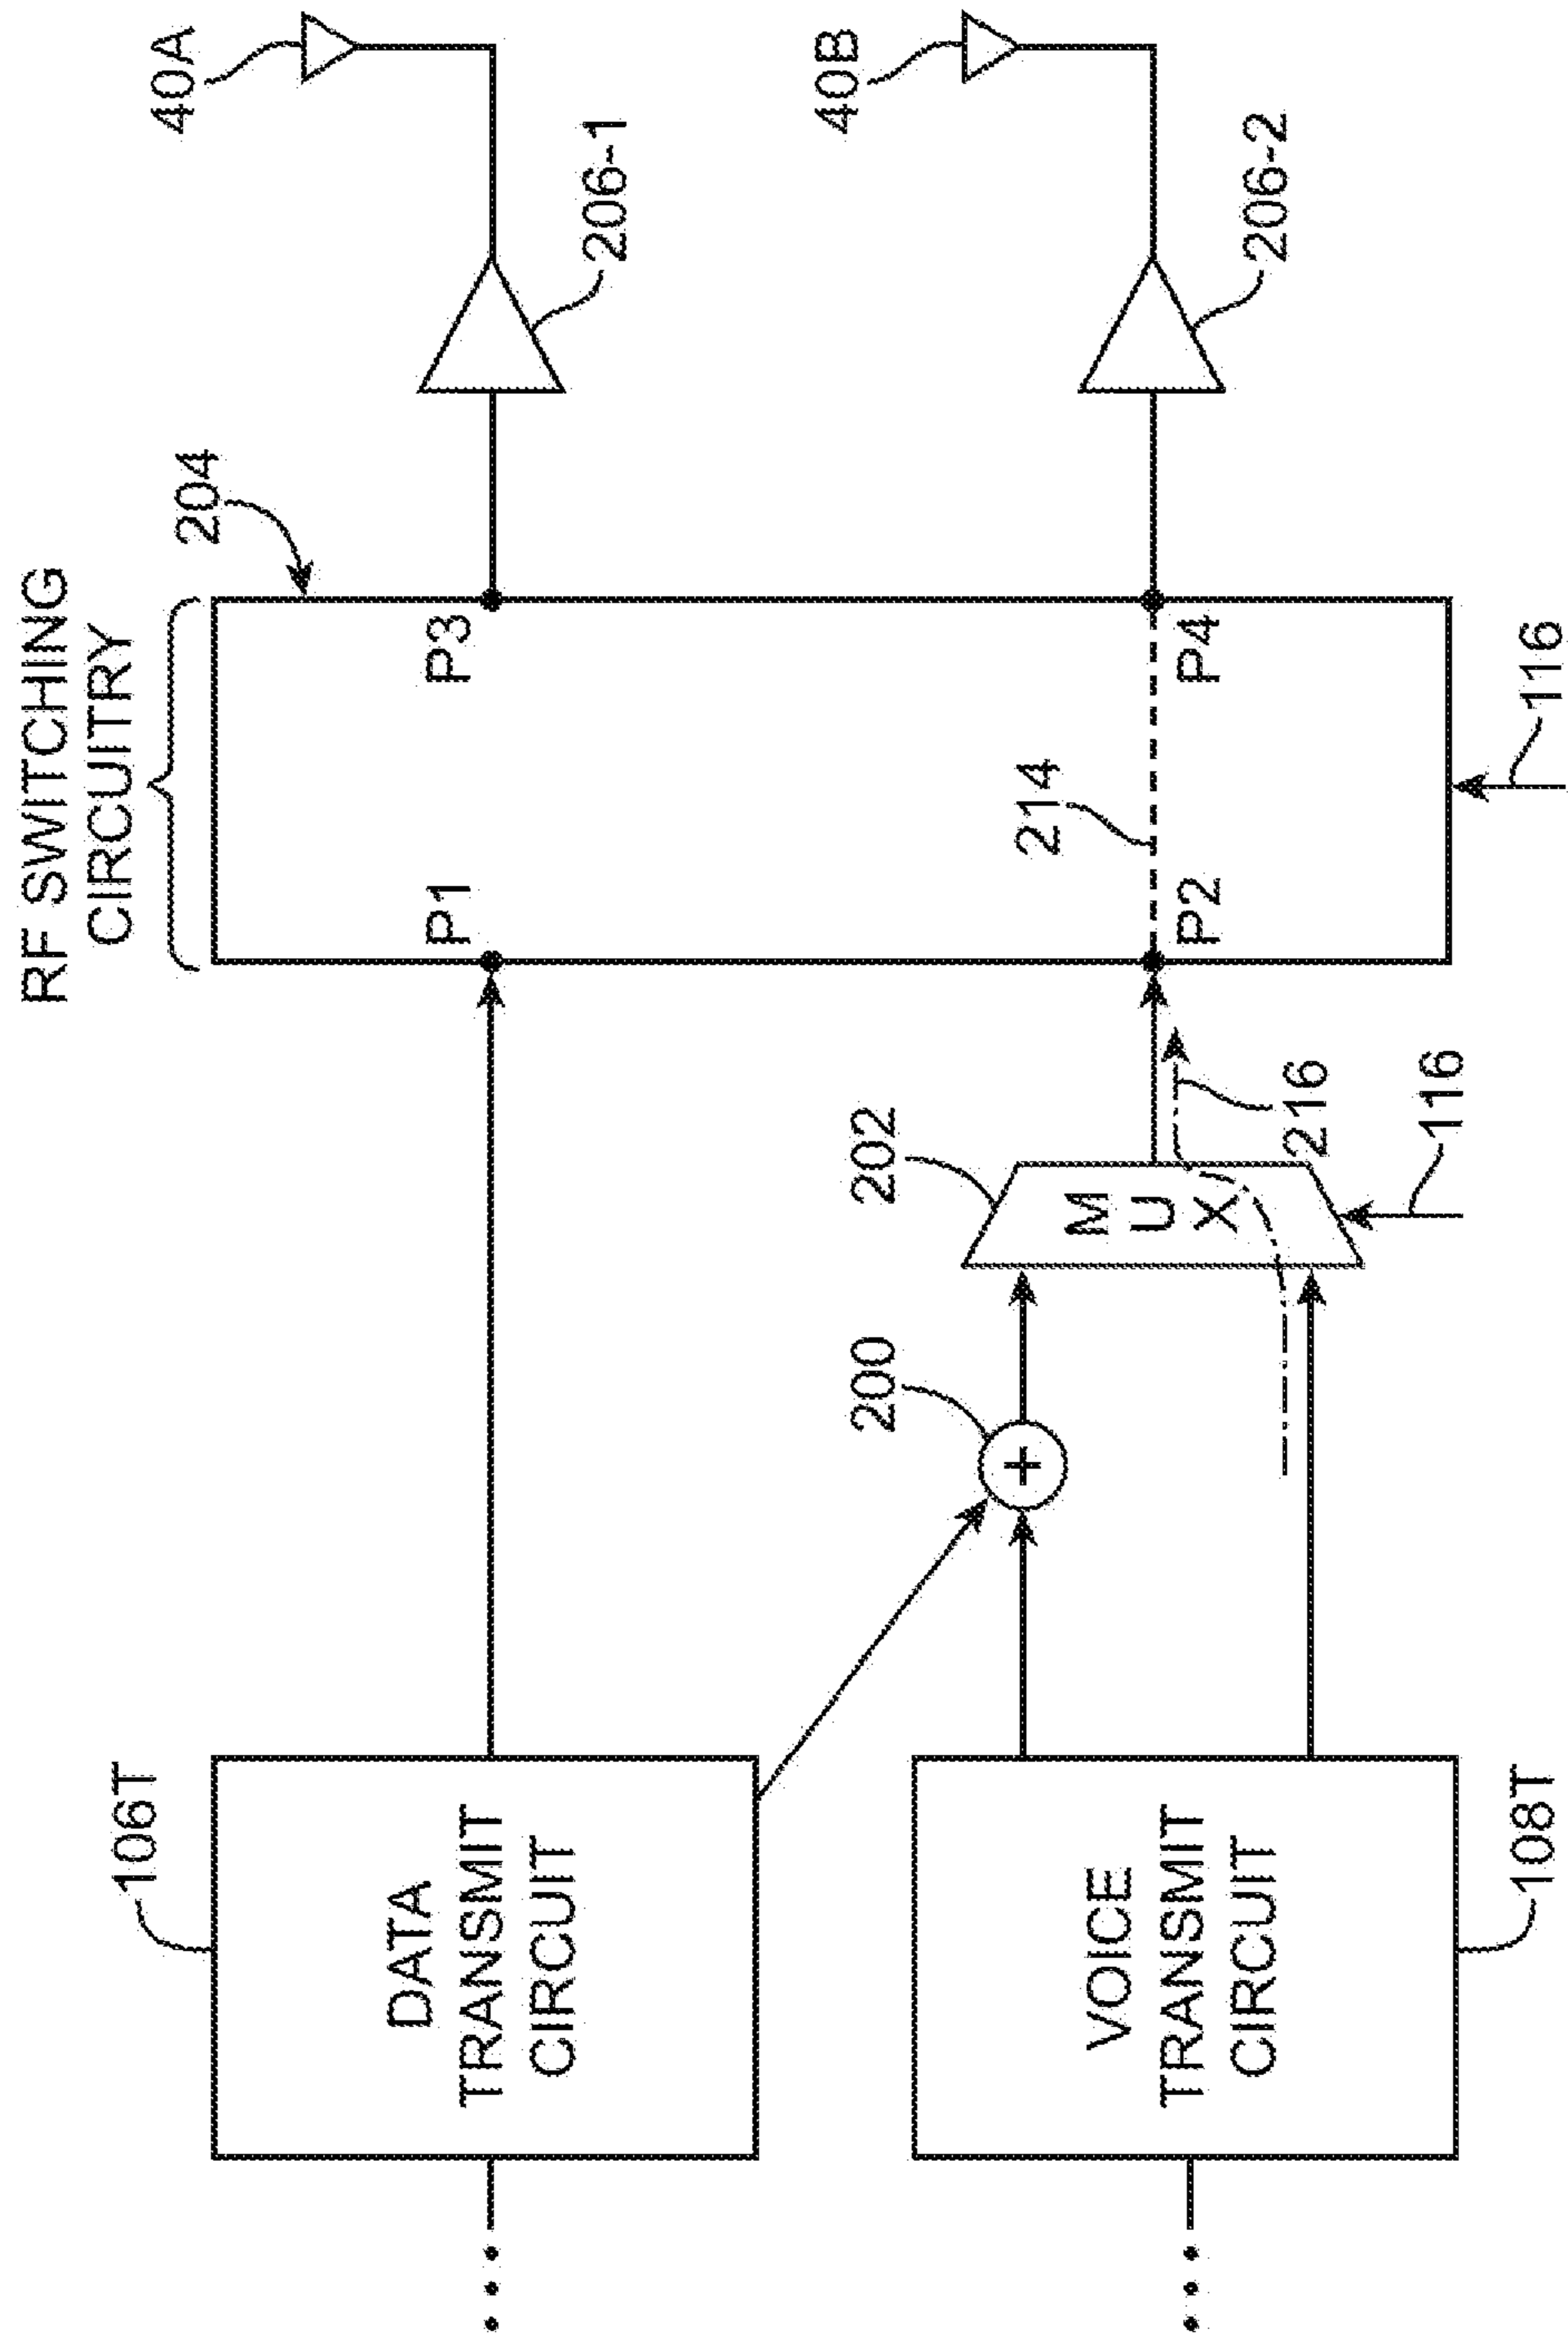 RF SWITCHING
CIRCUITRY
204
40A
106T
DATA
TRANSMIT
CIRCUIT
P1
P3
206-1
40B
200
202
MUX
214
VOICE
TRANSMIT
CIRCUIT
P2
P4
206-2
216
116
116
108T